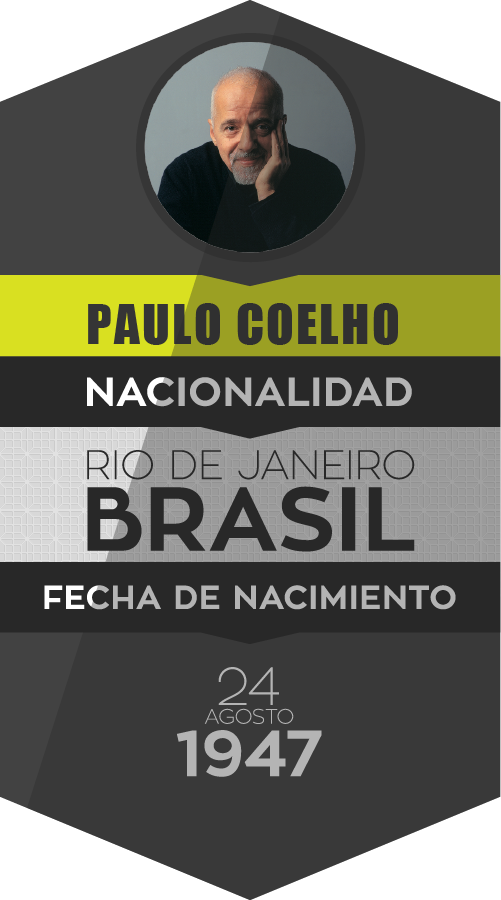 PAULO COELHO
NACIONALIDAD
RIO DE JANEIRO
BRASIL
FECHA DE NACIMIENTO
24
AGOSTO
1947